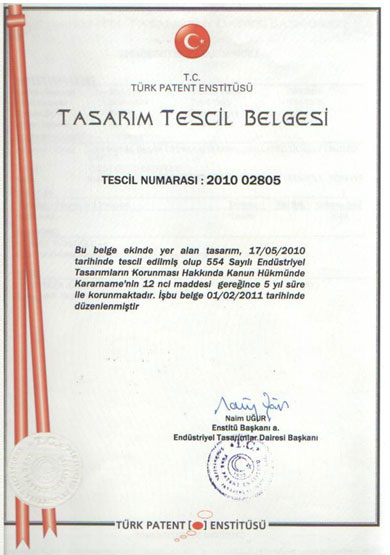 T.C.
TÜRK PATENT ENSTİTÜSÜ
TASARIM TESCİL BELGESİ
TESCİL NUMARASI : 2010 02805
Bu belge ekinde yer alan tasarım, 17/05/2010
tarihinde tescil edilmiş olup 554 Sayılı Endüstriyel
Tasarımların Korunması Hakkında Kanun Hükmünde
Kararname'nin 12 nci maddesi gereğince 5 yıl süre
ile korunmaktadır. İşbu belge 01/02/2011 tarihinde
düzenlenmiştir
Naim UĞUR
Enstitü Başkanı a.
Endüstriyel Tasarımlar Dairesi Başkanı
T.C.
TÜRK PATENT ENSTİTÜSÜ